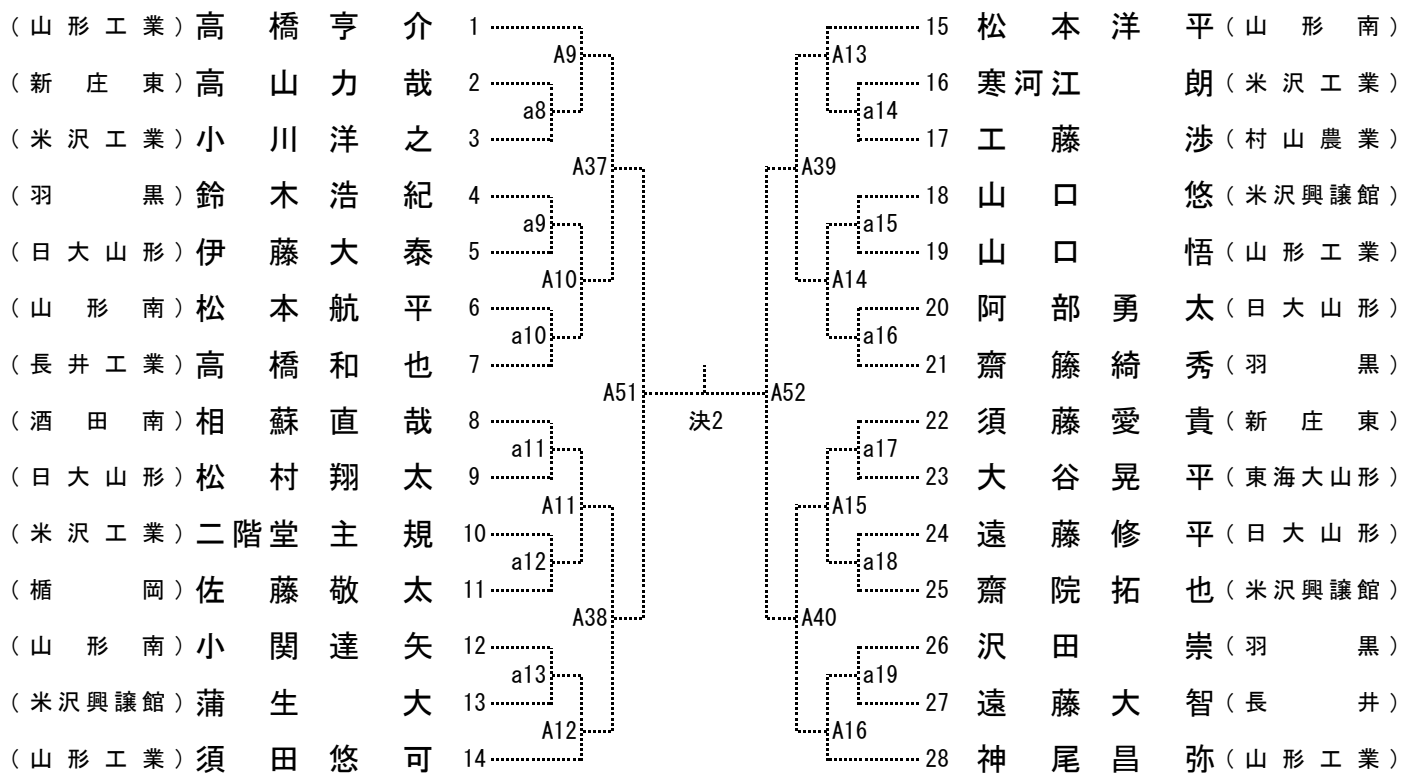 (山形工業) 高橋亨介 1
A9
(新庄東) 高山力哉 2
a8
(米沢工業) 小川洋之 3
A37
(羽黒) 鈴木浩紀 4
a9
(日大山形) 伊藤大泰 5
A10
(山形南) 松本航平 6
a10
(長井工業) 高橋和也 7
A51
(酒田南) 相蘇直哉 8
a11
(日大山形) 松村翔太 9
A11
(米沢工業) 二階堂主規 10
a12
(楯岡) 佐藤敬太 11
A38
(山形南) 小関達矢 12
a13
(米沢興譲館) 蒲生大 13
A12
(山形工業) 須田悠可 14
決2
15 松本洋平 (山形南)
A13
16 寒河江朗 (米沢工業)
a14
17 工藤渉 (村山農業)
A39
18 山口悠 (米沢興譲館)
a15
19 山口悟 (山形工業)
A14
20 阿部勇太 (日大山形)
a16
21 齋籐綺秀 (羽黒)
A52
22 須藤愛貴 (新庄東)
a17
23 大谷晃平 (東海大山形)
A15
24 遠藤修平 (日大山形)
a18
25 齋院拓也 (米沢興譲館)
A40
26 沢田崇 (羽黒)
a19
27 遠藤大智 (長井)
A16
28 神尾昌弥 (山形工業)